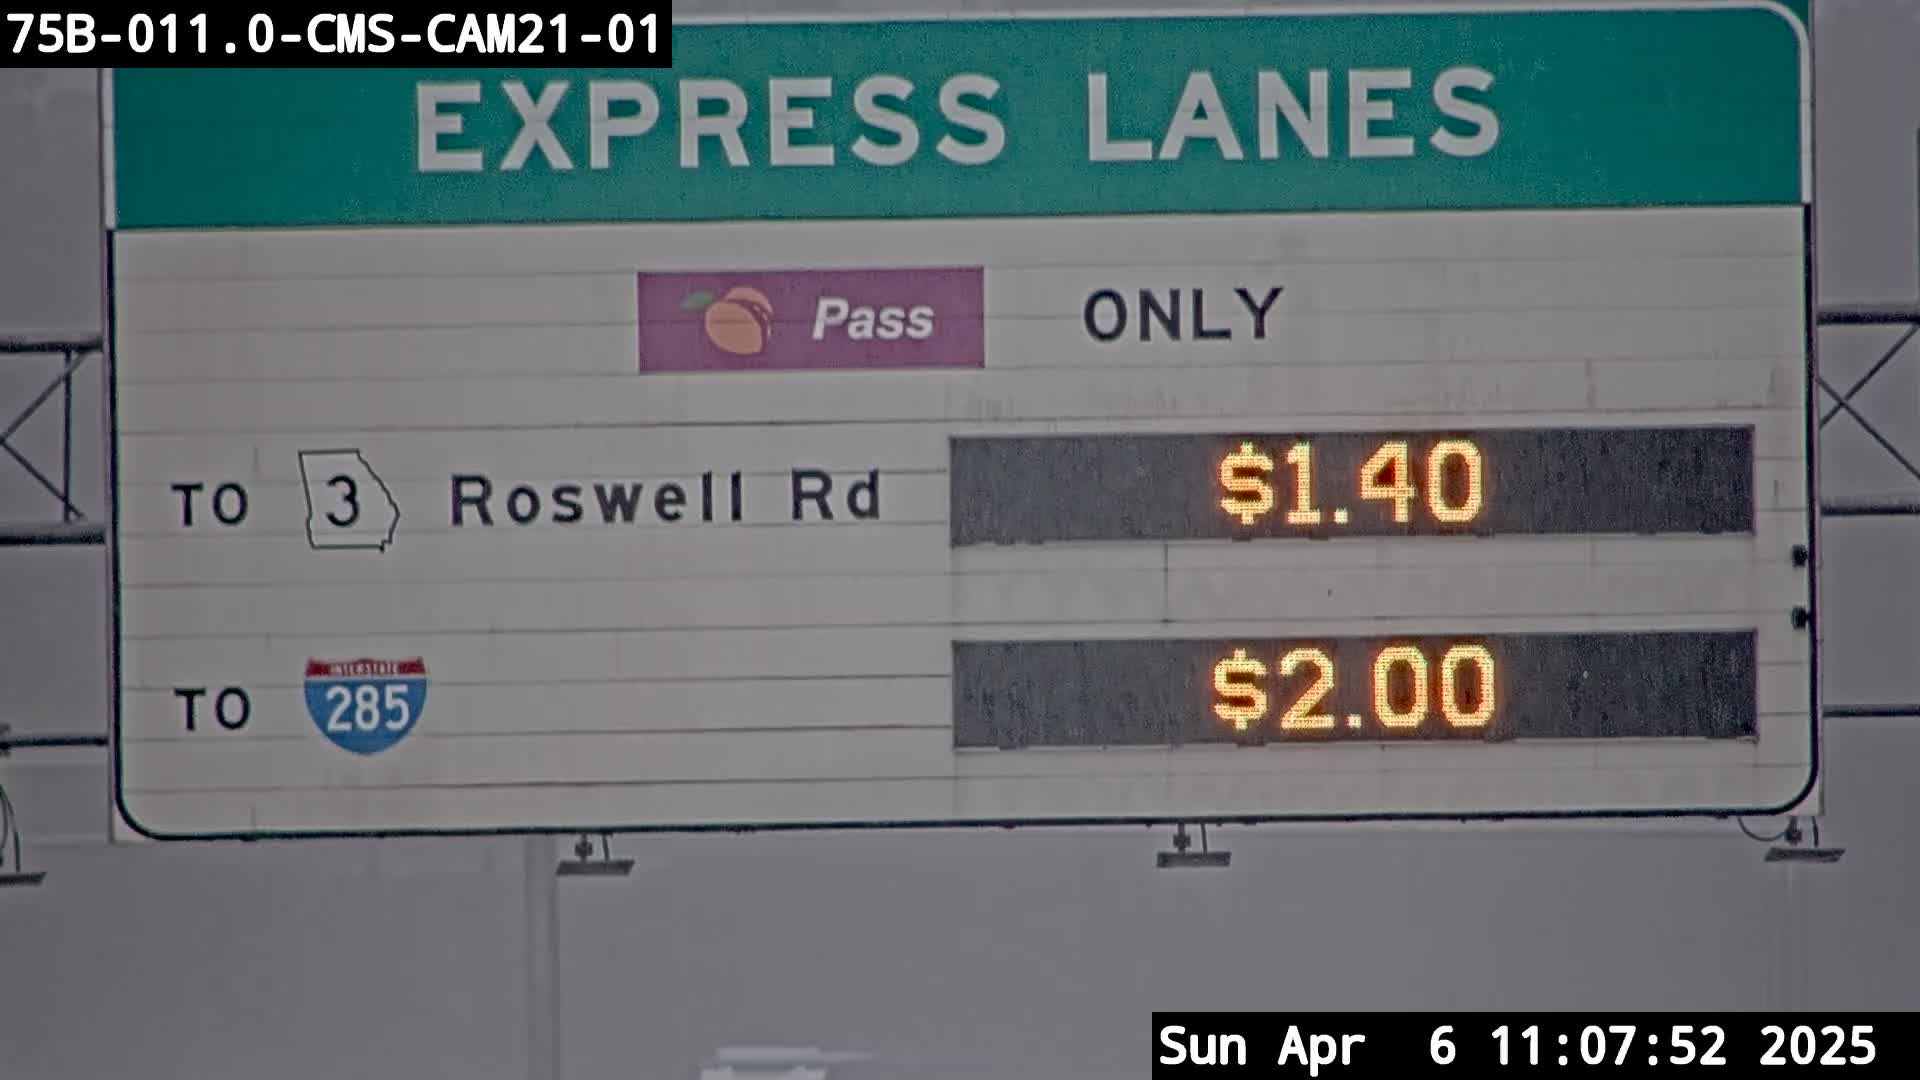 75B-011.0-CMS-CAM21-01
EXPRESS LANES
Pass ONLY
TO 3 Roswell Rd $1.40
INTERSTATE
TO 285 $2.00
Sun Apr 6 11:07:52 2025